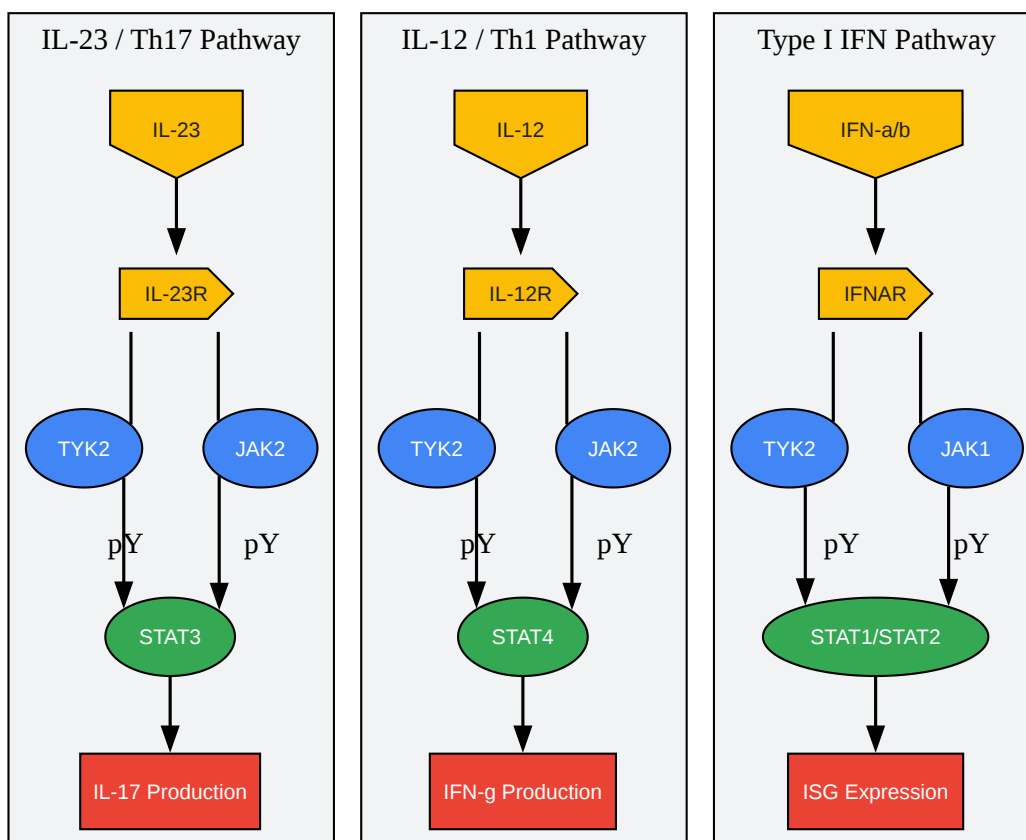 IL-23 / Th17 Pathway
IL-23
IL-23R
TYK2
JAK2
pY
pY
STAT3
IL-17 Production
IL-12 / Th1 Pathway
IL-12
IL-12R
TYK2
JAK2
pY
pY
STAT4
IFN-g Production
Type I IFN Pathway
IFN-a/b
IFNAR
TYK2
JAK1
pY
pY
STAT1/STAT2
ISG Expression